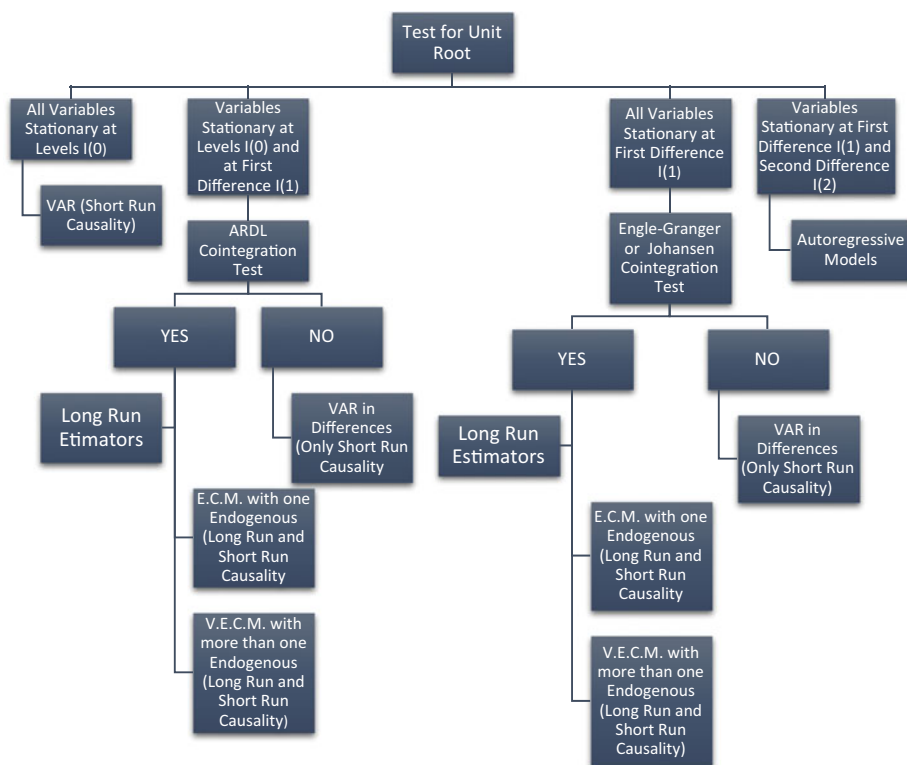 Test for Unit
Root
All Variables
Stationary at
Levels I(0)
VAR (Short Run
Causality)
Variables
Stationary at
Levels I(0) and
at First
Difference I(1)
ARDL
Cointegration
Test
YES
NO
Long Run
Etimators
VAR in
Differences
(Only Short Run
Causality
E.C.M. with one
Endogenous
(Long Run and
Short Run
Causality
V.E.C.M. with
more than one
Endogenous
(Long Run and
Short Run
Causality)
All Variables
Stationary at
First Difference
I(1)
Engle-Granger
or Johansen
Cointegration
Test
YES
NO
Long Run
Estimators
VAR in
Differences
(Only Short Run
Causality)
E.C.M. with one
Endogenous
(Long Run and
Short Run
Causality
V.E.C.M. with
more than one
Endogenous
(Long Run and
Short Run
Causality)
Variables
Stationary at First
Difference I(1) and
Second Difference
I(2)
Autoregressive
Models